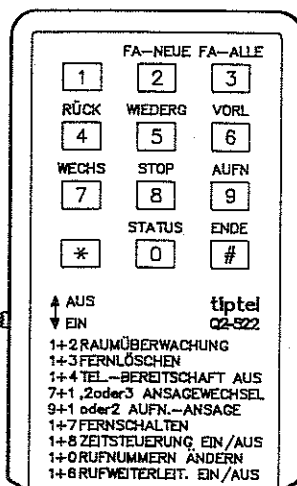 FA-NEUE FA-ALLE
1 2 3
RÜCK WIEDERG VORL
4 5 6
WECHS STOP AUFN
7 8 9
STATUS ENDE
* 0 #
AUS tiptel
EIN Q2-S22
1+2 RAUMÜBERWACHUNG
1+3 FERNLÖSCHEN
1+4 TEL.-BEREITSCHAFT AUS
7+1 ,2oder3 ANSAGEWECHSEL
9+1 oder2 AUFN.-ANSAGE
1+7 FERNSCHALTEN
1+8 ZEITSTEUERUNG EIN/AUS
1+0 RUFNUMMERN ÄNDERN
1+6 RUFWEITERLEIT. EIN/AUS